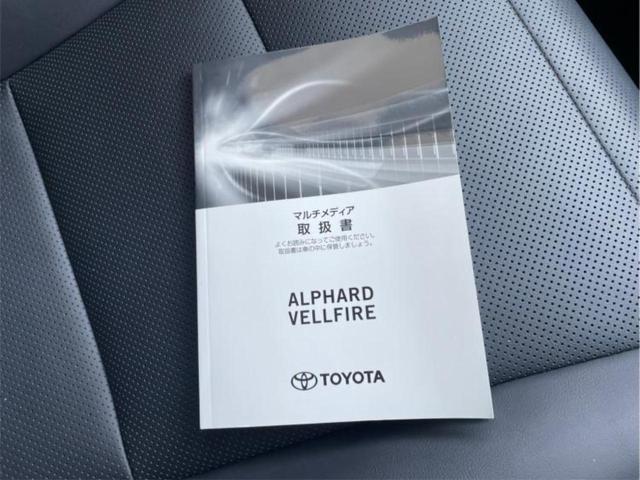 マルチメディア
取扱書
よくお読みになってご使用ください。
取扱書は車の中に保管しましょう。
ALPHARD
VELLFIRE
TOYOTA